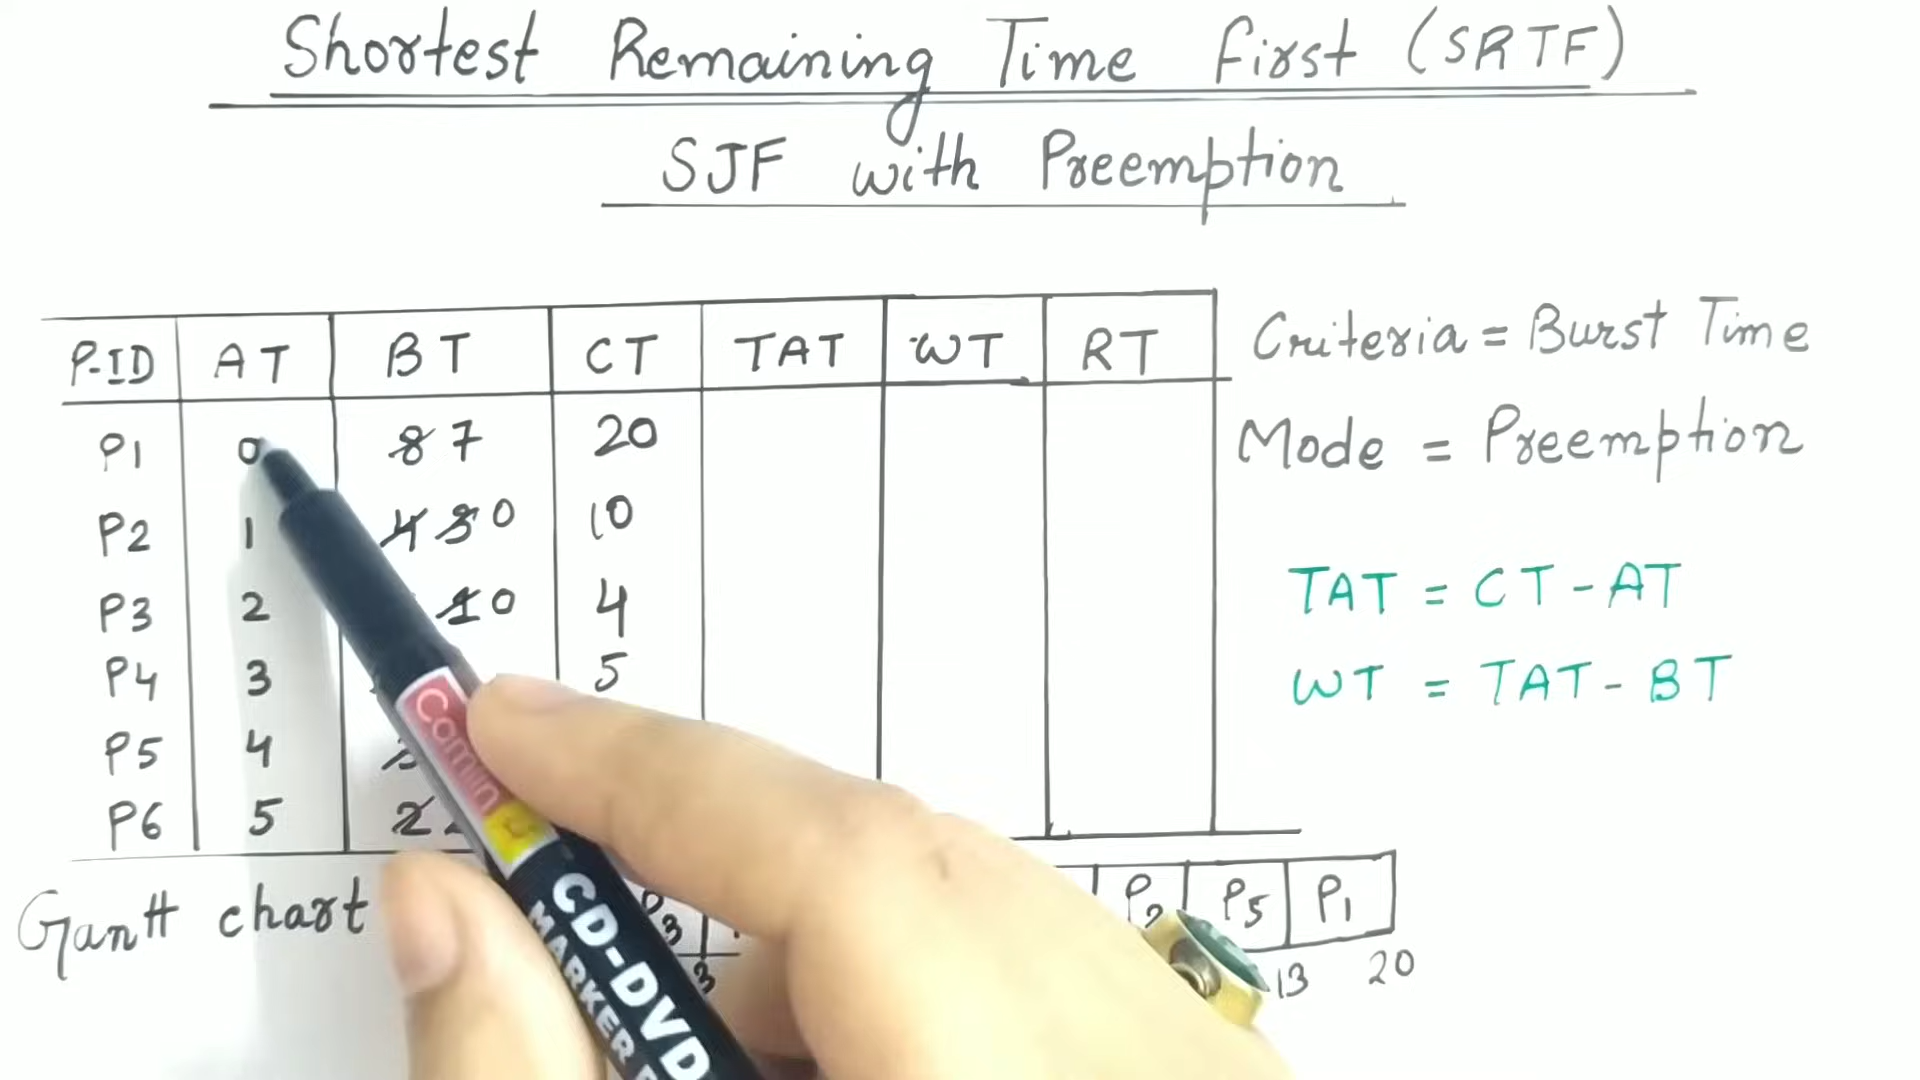 Shortest Remaining Time First (SRTF)
SJF with Preemption
P-ID AT BT CT TAT WT RT
P1 0 8 7 20
P2 1 4 3 0 10
P3 2 1 0 4
P4 3 5
P5 4
P6 5 2
Criteria = Burst Time
Mode = Preemption
TAT = CT - AT
WT = TAT - BT
Gantt chart P3 P2 P5 P1
3 13 20
Camlin
CD-DVD
MARKER